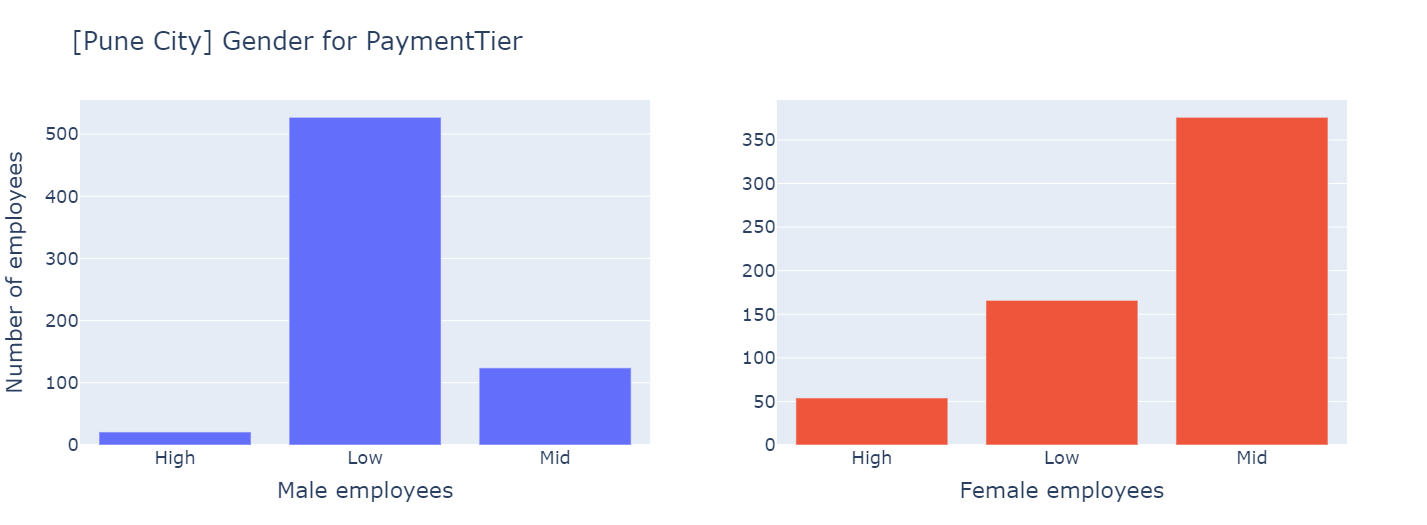 [Pune City] Gender for PaymentTier
Number of employees
500
400
300
200
100
0
High Low Mid
Male employees
350
300
250
200
150
100
50
0
High Low Mid
Female employees